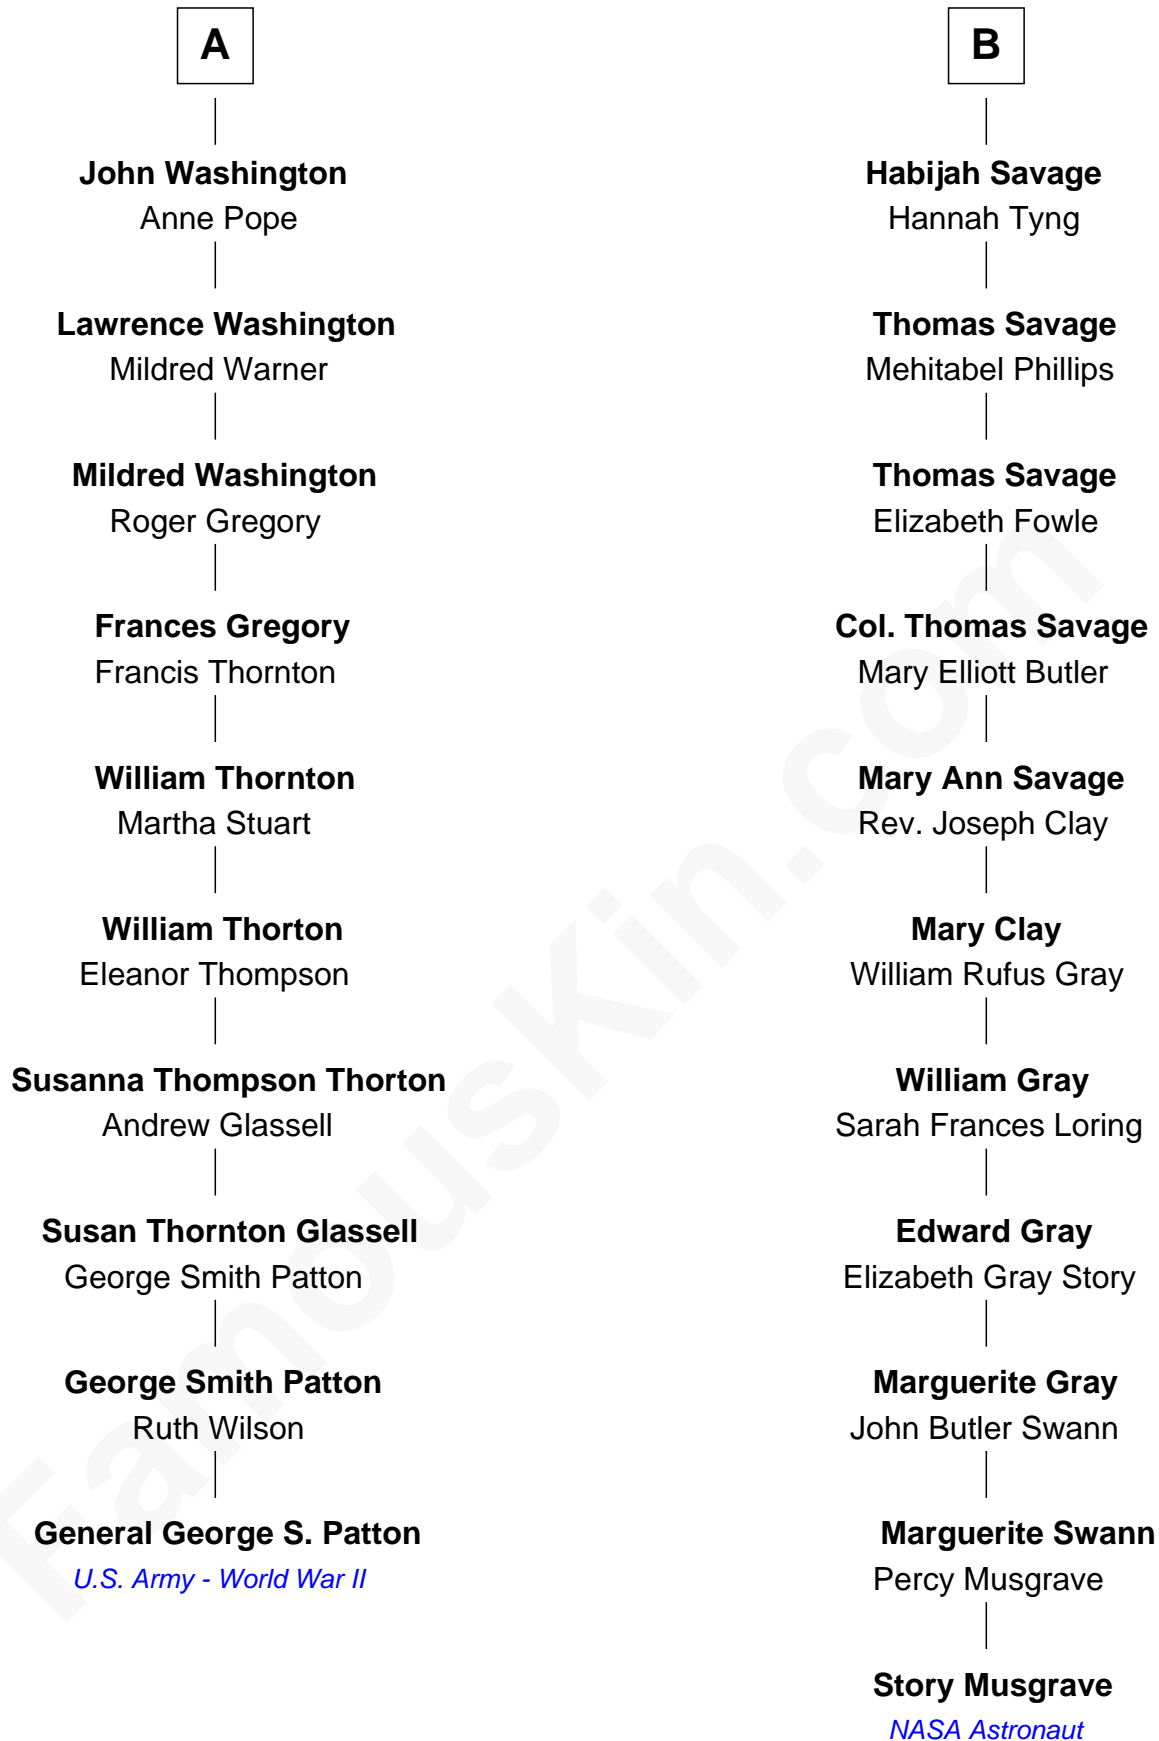 A
John Washington
Anne Pope
Lawrence Washington
Mildred Warner
Mildred Washington
Roger Gregory
Frances Gregory
Francis Thornton
William Thornton
Martha Stuart
William Thorton
Eleanor Thompson
Susanna Thompson Thorton
Andrew Glassell
Susan Thornton Glassell
George Smith Patton
George Smith Patton
Ruth Wilson
General George S. Patton
U.S. Army - World War II
B
Habijah Savage
Hannah Tyng
Thomas Savage
Mehitabel Phillips
Thomas Savage
Elizabeth Fowle
Col. Thomas Savage
Mary Elliott Butler
Mary Ann Savage
Rev. Joseph Clay
Mary Clay
William Rufus Gray
William Gray
Sarah Frances Loring
Edward Gray
Elizabeth Gray Story
Marguerite Gray
John Butler Swann
Marguerite Swann
Percy Musgrave
Story Musgrave
NASA Astronaut
FamousKin.com